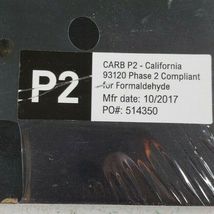 P2
CARB P2 - California
93120 Phase 2 Compliant
for Formaldehyde
Mfr date: 10/2017
PO#: 514350